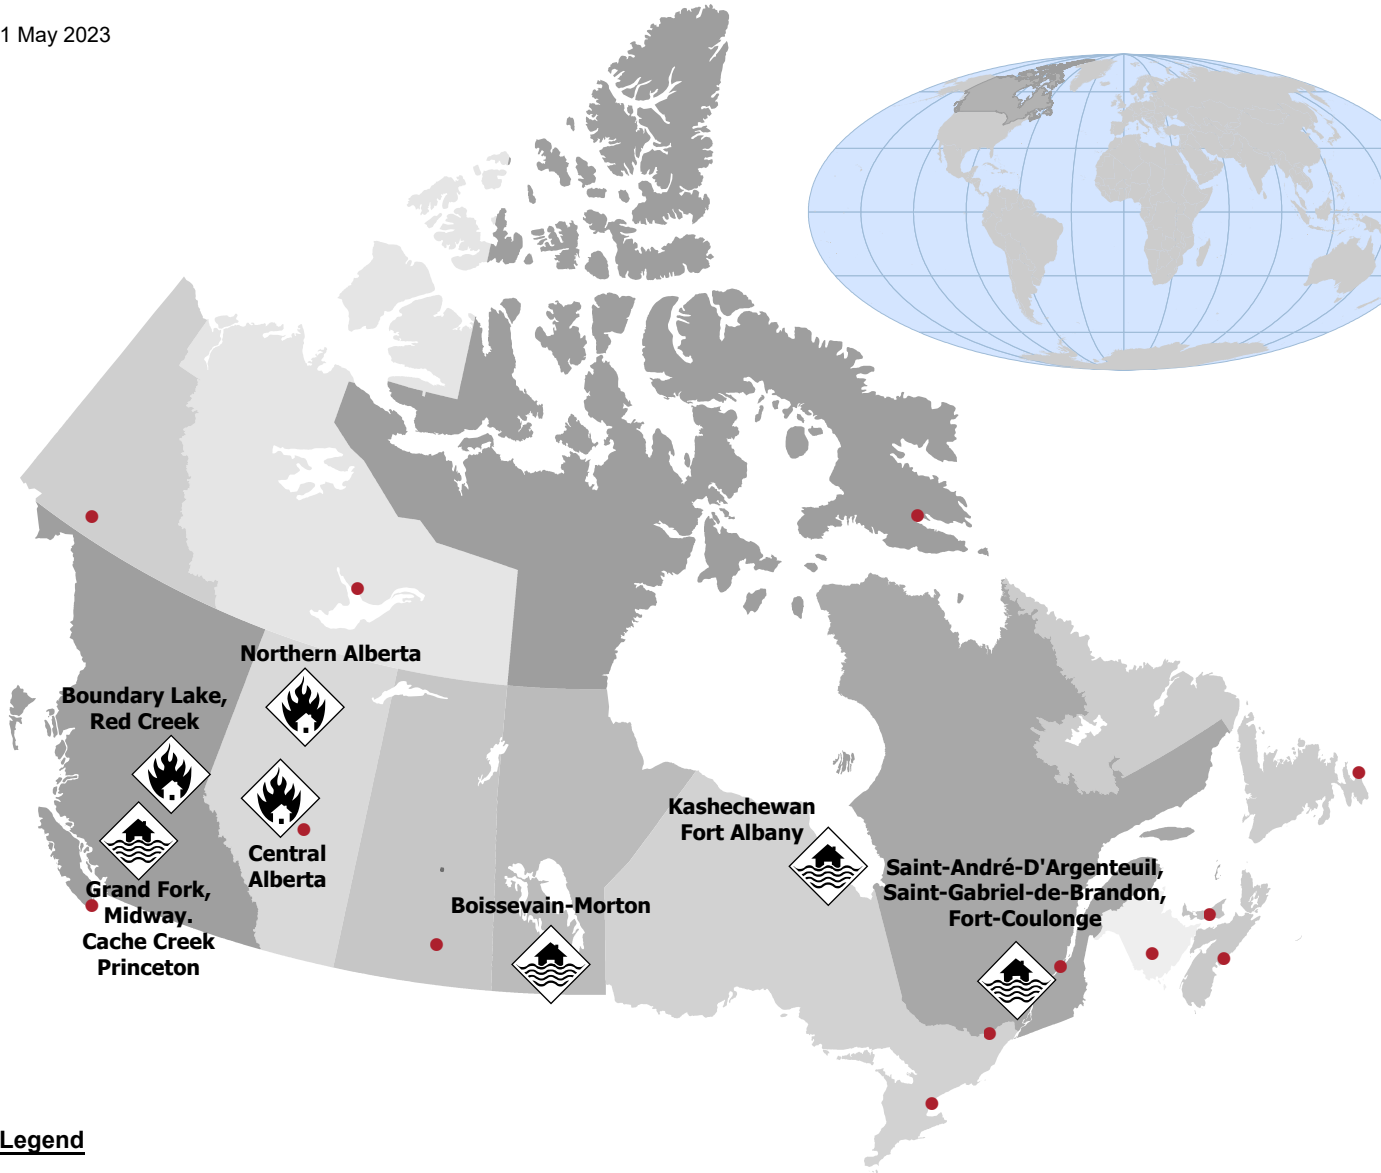 1 May 2023
Northern Alberta
Boundary Lake,
Red Creek
Central
Alberta
Grand Fork,
Midway.
Cache Creek
Princeton
Boissevain-Morton
Kashechewan
Fort Albany
Saint-André-D'Argenteuil,
Saint-Gabriel-de-Brandon,
Fort-Coulonge
Legend